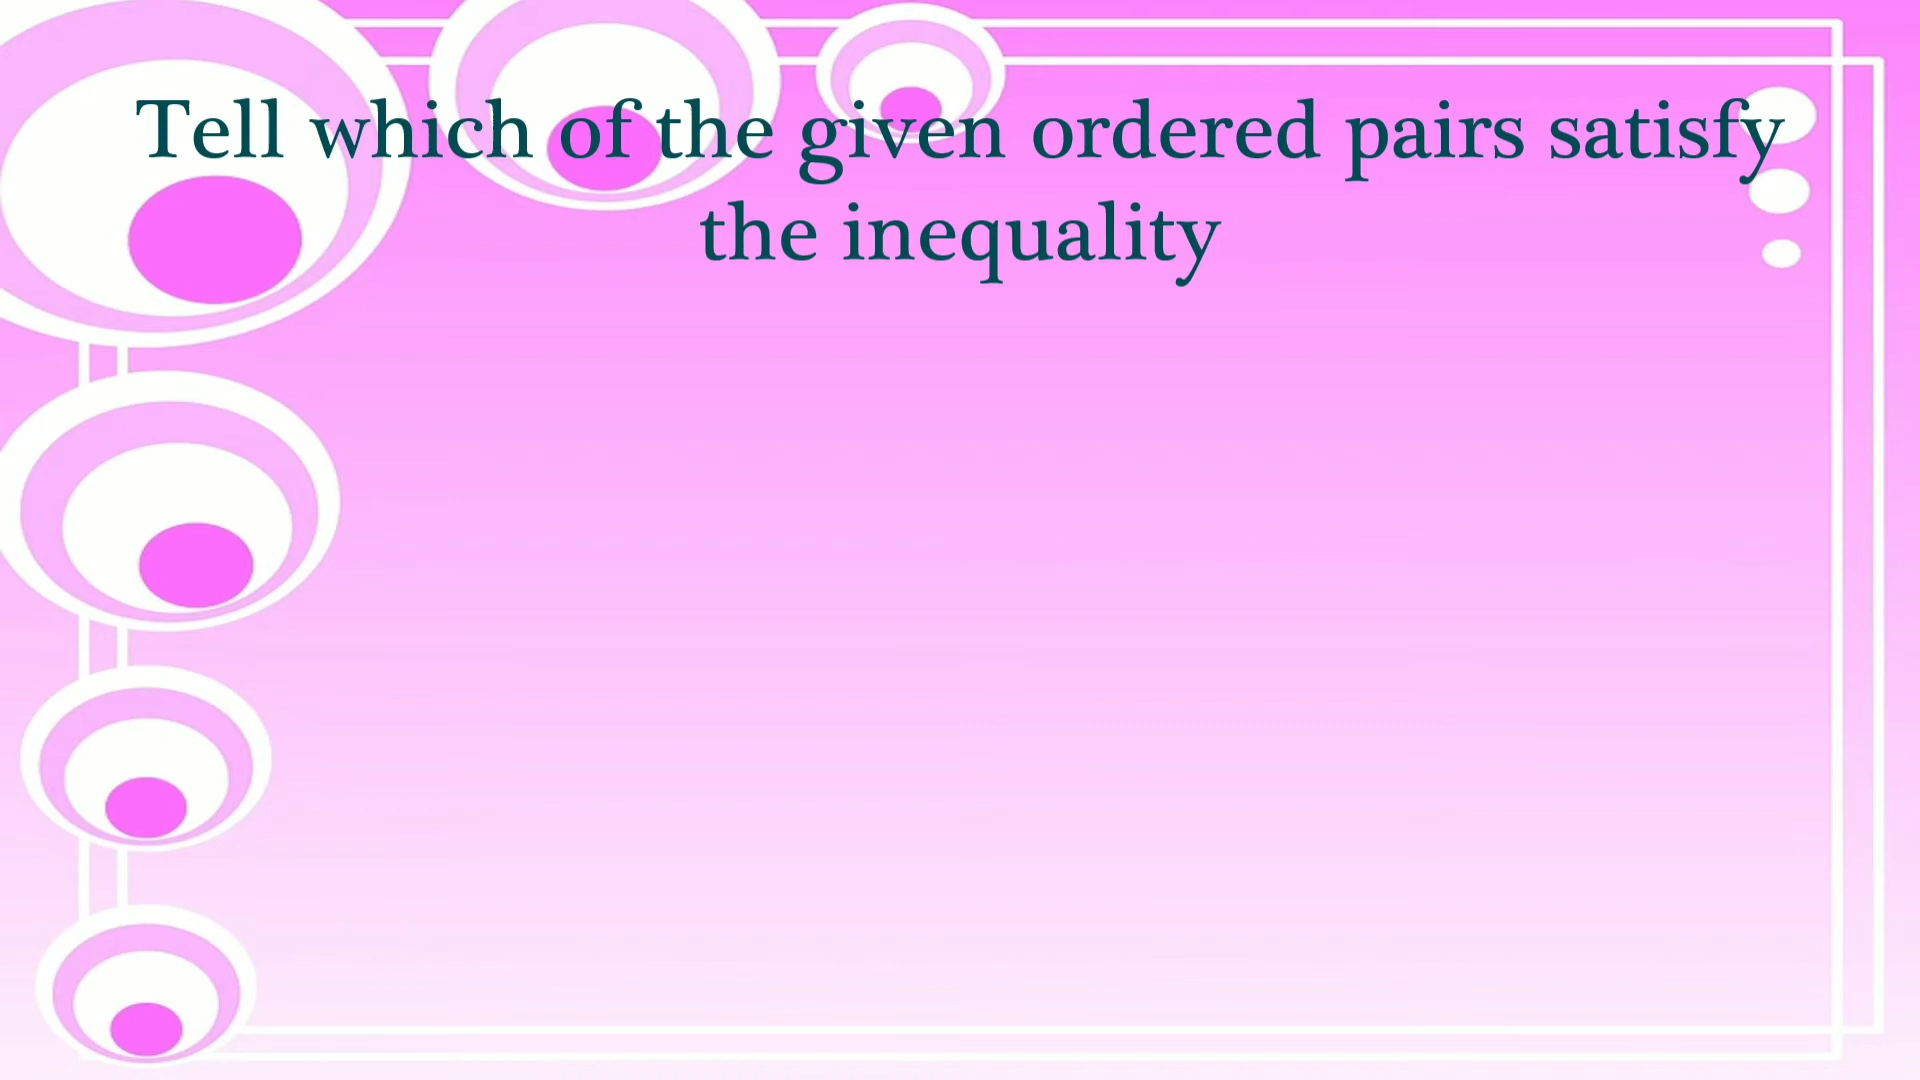 Tell which of the given ordered pairs satisfy
the inequality